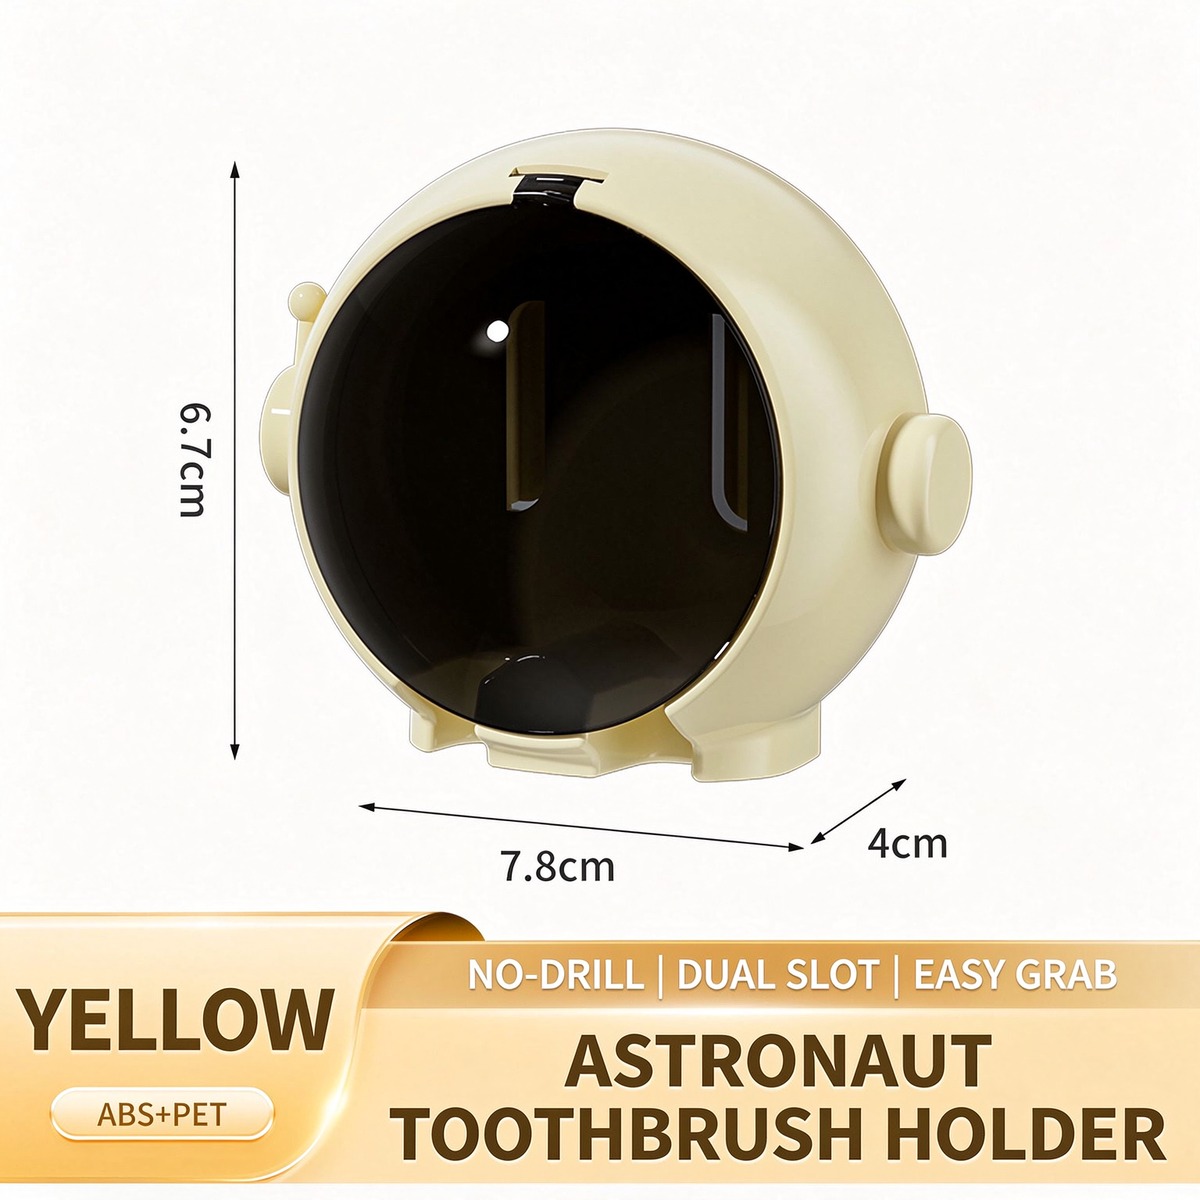 6.7cm
7.8cm
4cm
NO-DRILL | DUAL SLOT | EASY GRAB
YELLOW
ABS+PET
ASTRONAUT
TOOTHBRUSH HOLDER